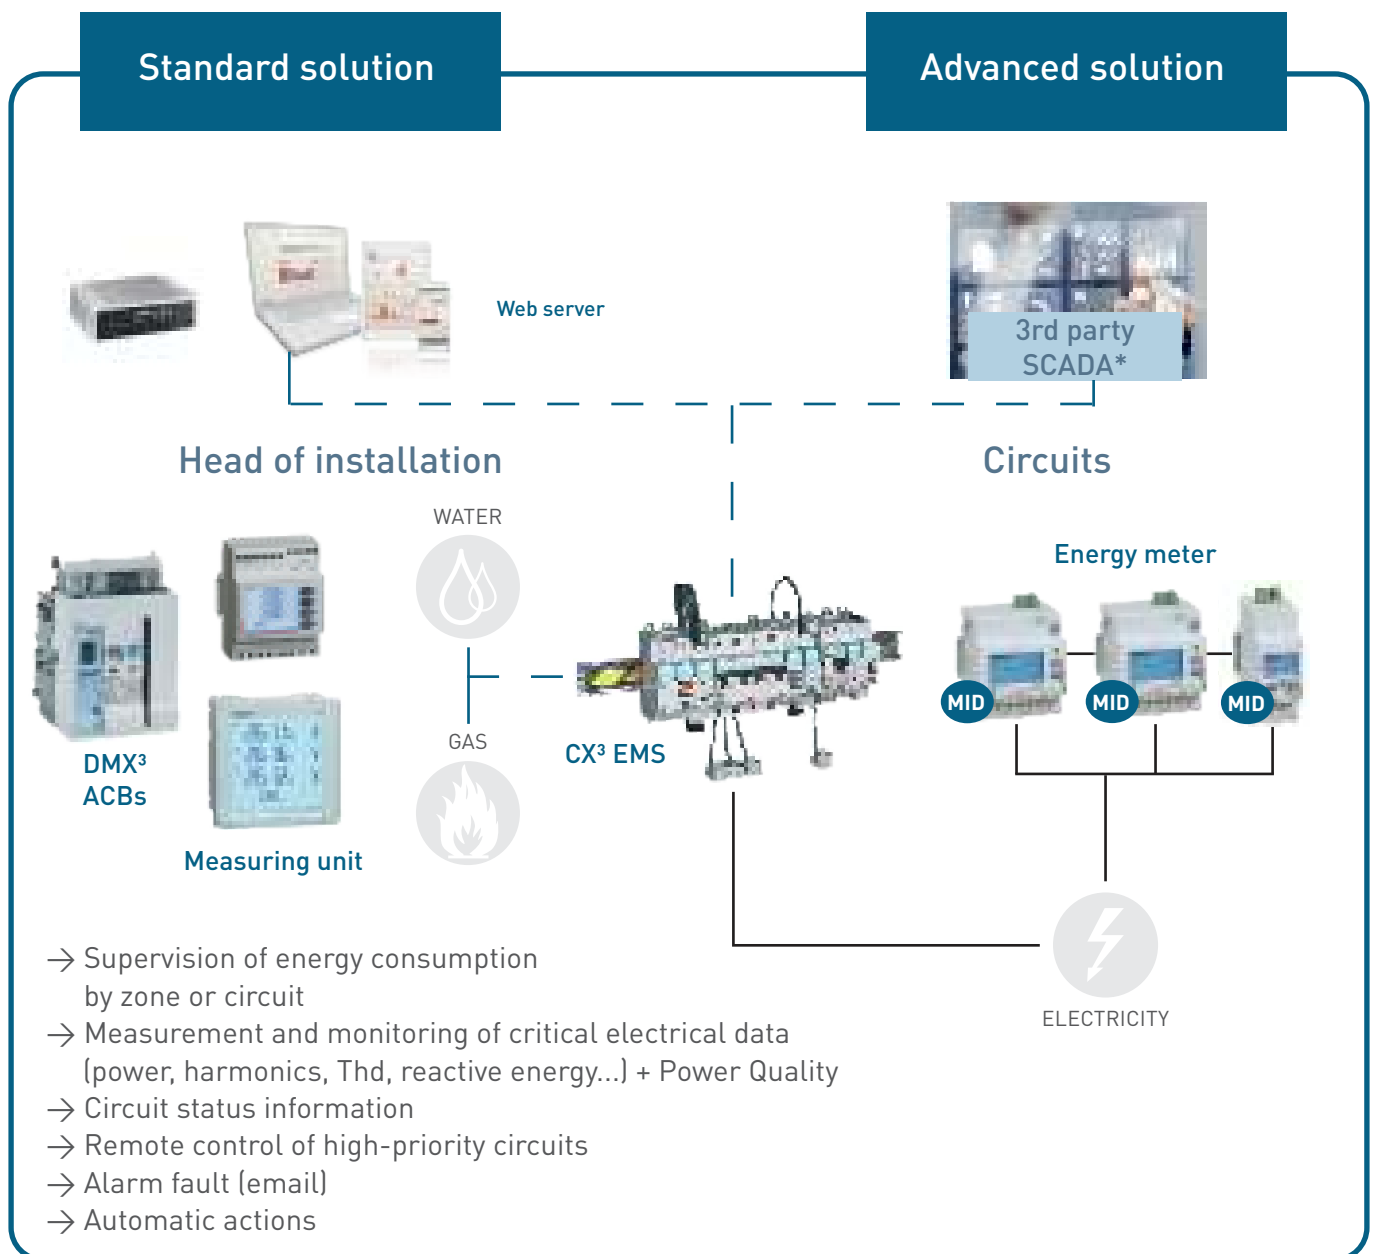 Standard solution
Advanced solution
Web server
3rd party
SCADA*
Head of installation
Circuits
WATER
Energy meter
MID
MID
MID
GAS
CX³ EMS
DMX³
ACBs
Measuring unit
ELECTRICITY
→ Supervision of energy consumption
by zone or circuit
→ Measurement and monitoring of critical electrical data
(power, harmonics, Thd, reactive energy...) + Power Quality
→ Circuit status information
→ Remote control of high-priority circuits
→ Alarm fault (email)
→ Automatic actions